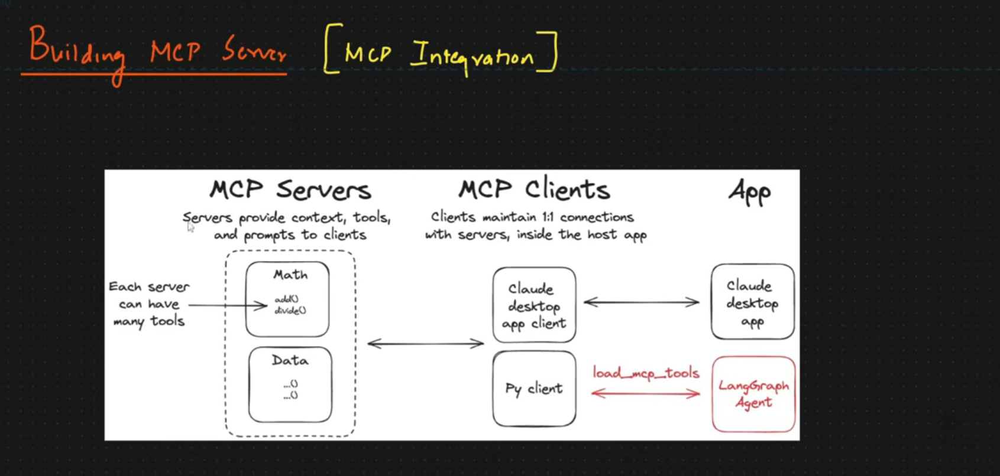 Building MCP Server [MCP Integration]
MCP Servers
Servers provide context, tools,
and prompts to clients
Each server
can have
many tools
Math
add()
divide()
Data
...()
...()
MCP Clients
Clients maintain 1:1 connections
with servers, inside the host app
Claude
desktop
app client
Py client
load_mcp_tools
App
Claude
desktop
app
LangGraph
Agent